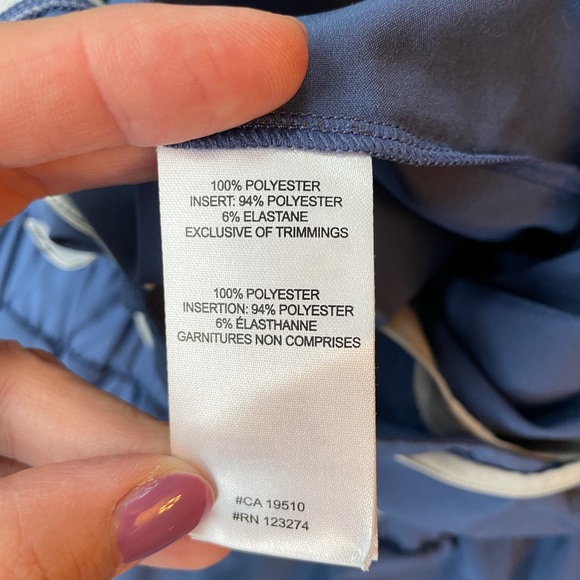 100% POLYESTER
INSERT: 94% POLYESTER
6% ELASTANE
EXCLUSIVE OF TRIMMINGS
100% POLYESTER
INSERTION: 94% POLYESTER
6% ÉLASTHANNE
GARNITURES NON COMPRISES
#CA 19510
#RN 123274